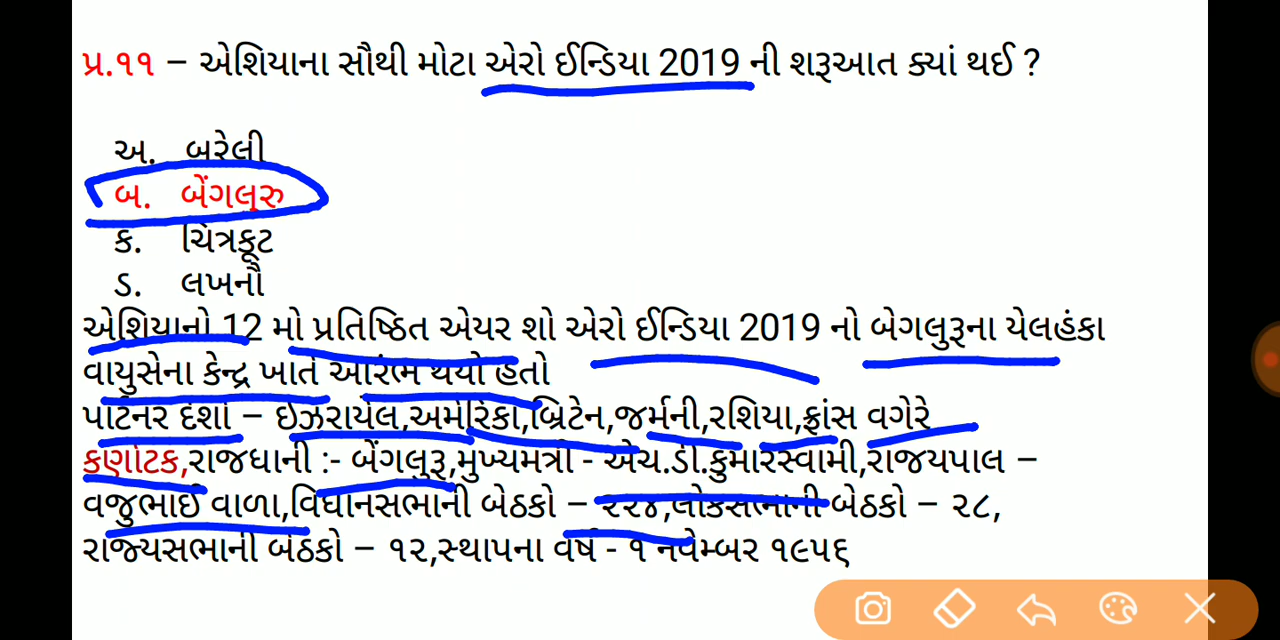 પ્ર.૧૧ – એશિયાના સૌથી મોટા એરો ઈન્ડિયા 2019 ની શરૂઆત ક્યાં થઈ ?
અ. બરેલી
બ. બેંગલુરુ
ક. ચિત્રકૂટ
ડ. લખનૌ
એશિયાનો 12 મો પ્રતિષ્ઠિત એયર શો એરો ઈન્ડિયા 2019 નો બેગલુરૂના યેલહંકા
વાયુસેના કેન્દ્ર ખાતે આરંભ થયો હતો
પાર્ટનર દેશો – ઇઝરાયેલ,અમેરિકા,બ્રિટેન,જર્મની,રશિયા,ફ્રાંસ વગેરે
કર્ણાટક,રાજધાની :- બેંગલુરૂ,મુખ્યમંત્રી - એચ.ડી.કુમારસ્વામી,રાજયપાલ –
વજુભાઈ વાળા,વિધાનસભાની બેઠકો – ૨૨૪,લોકસભાની બેઠકો – ૨૮,
રાજ્યસભાની બેઠકો – ૧૨,સ્થાપના વર્ષ - ૧ નવેમ્બર ૧૯૫૬